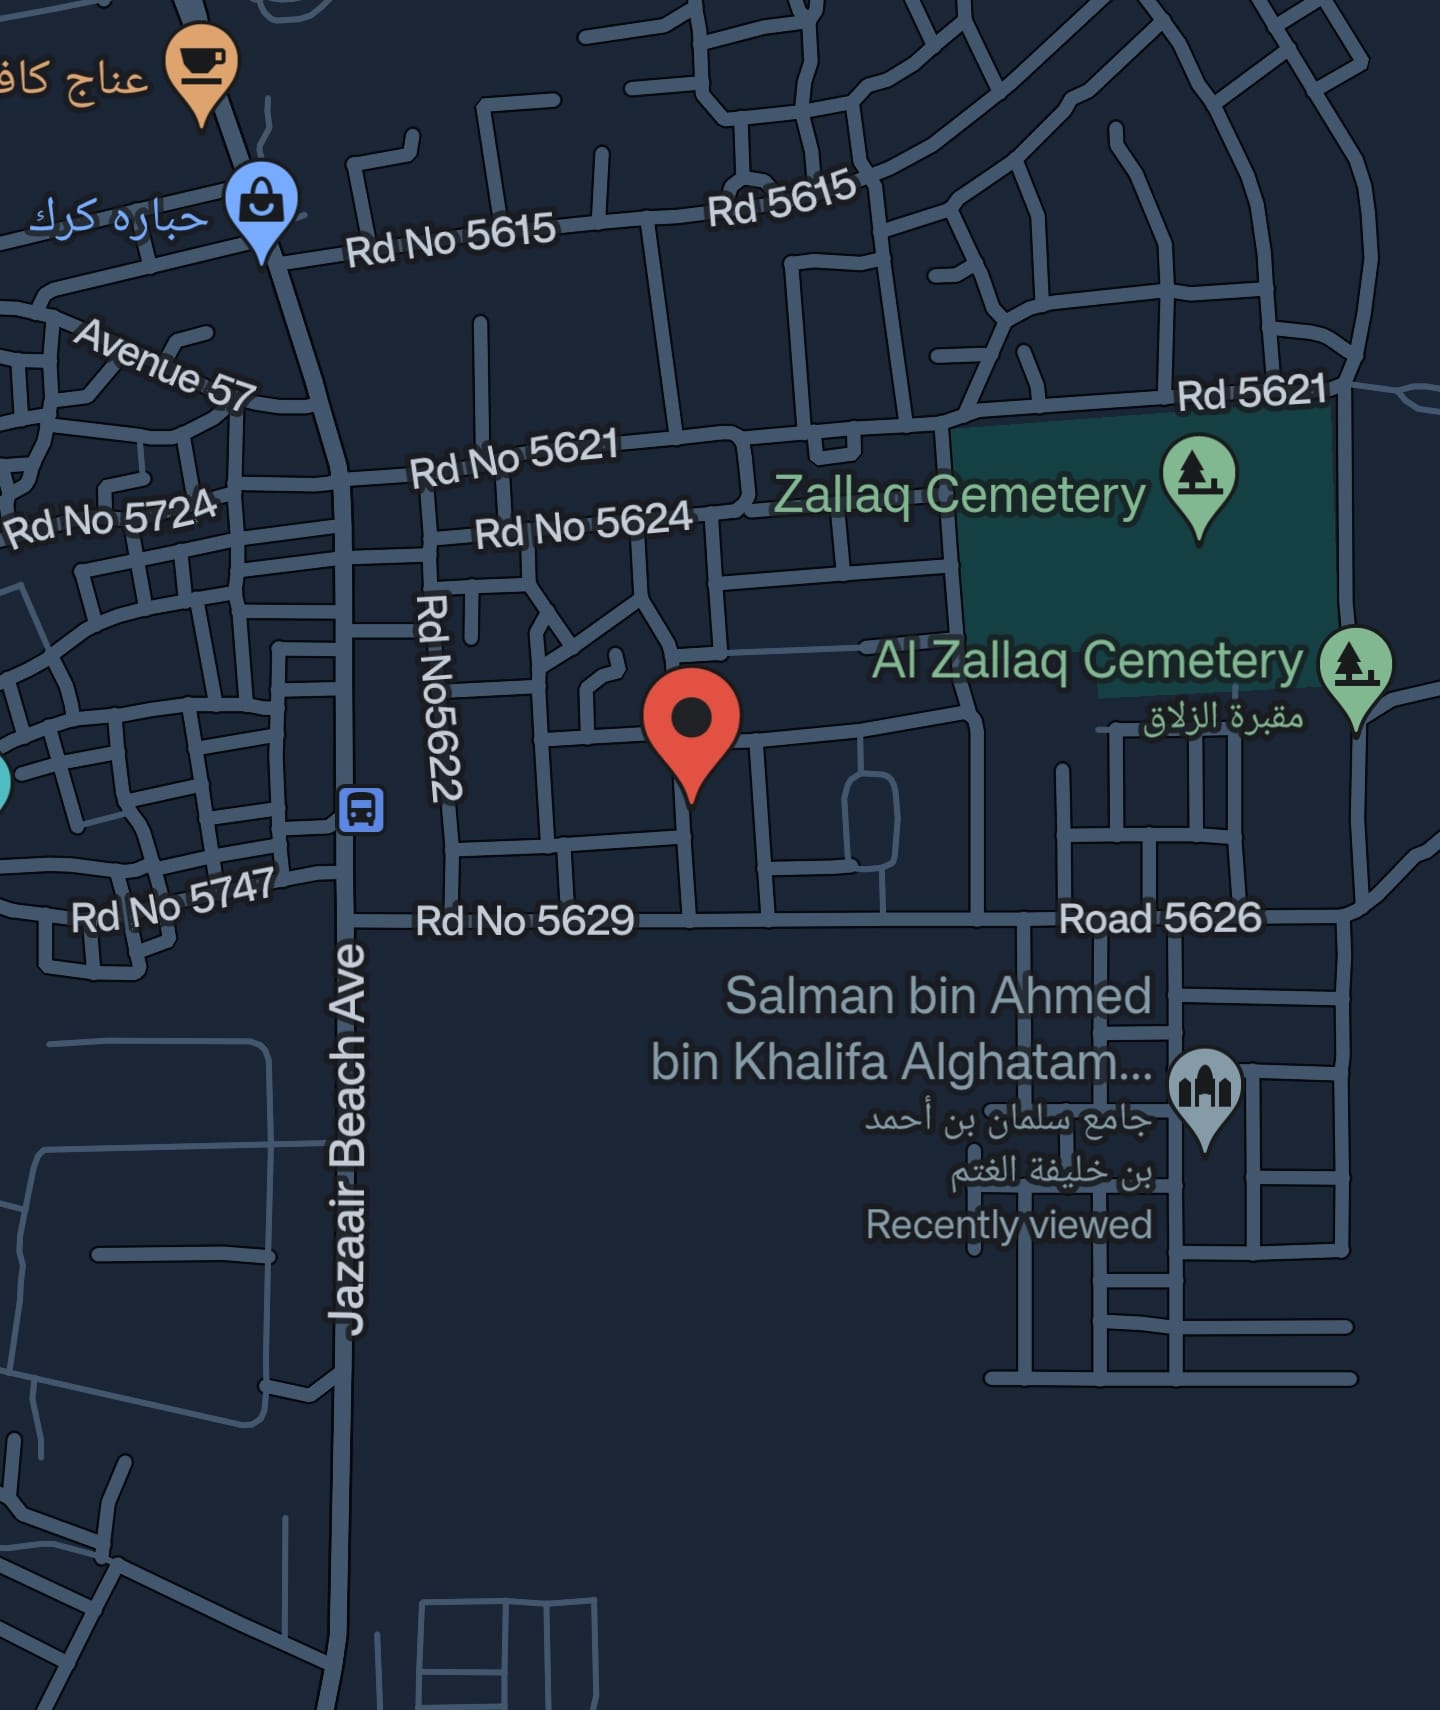 عناج كاف
حباره كرك
Rd No 5615
Rd 5615
Avenue 57
Rd 5621
Rd No 5621
Zallaq Cemetery
Rd No 5724
Rd No 5624
Rd No5622
Al Zallaq Cemetery
مقبرة الزلاق
Rd No 5747
Rd No 5629
Road 5626
Jazaair Beach Ave
Salman bin Ahmed
bin Khalifa Alghatam...
جامع سلمان بن أحمد
بن خليفة الغتم
Recently viewed